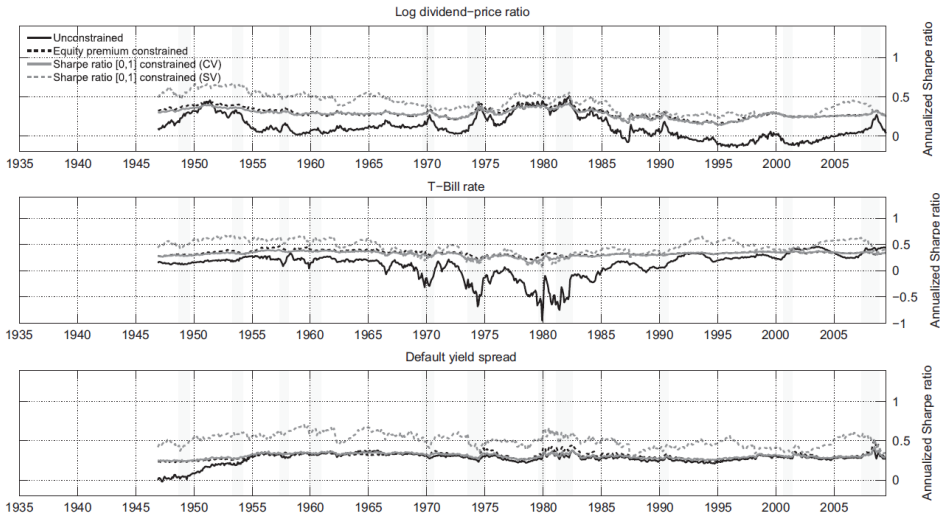 Log dividend–price ratio
Unconstrained
Equity premium constrained
Sharpe ratio [0,1] constrained (CV)
Sharpe ratio [0,1] constrained (SV)
1
0.5
0
Annualized Sharpe ratio
1935 1940 1945 1950 1955 1960 1965 1970 1975 1980 1985 1990 1995 2000 2005
T–Bill rate
1
0.5
0
−0.5
−1
Annualized Sharpe ratio
1935 1940 1945 1950 1955 1960 1965 1970 1975 1980 1985 1990 1995 2000 2005
Default yield spread
1
0.5
0
Annualized Sharpe ratio
1935 1940 1945 1950 1955 1960 1965 1970 1975 1980 1985 1990 1995 2000 2005